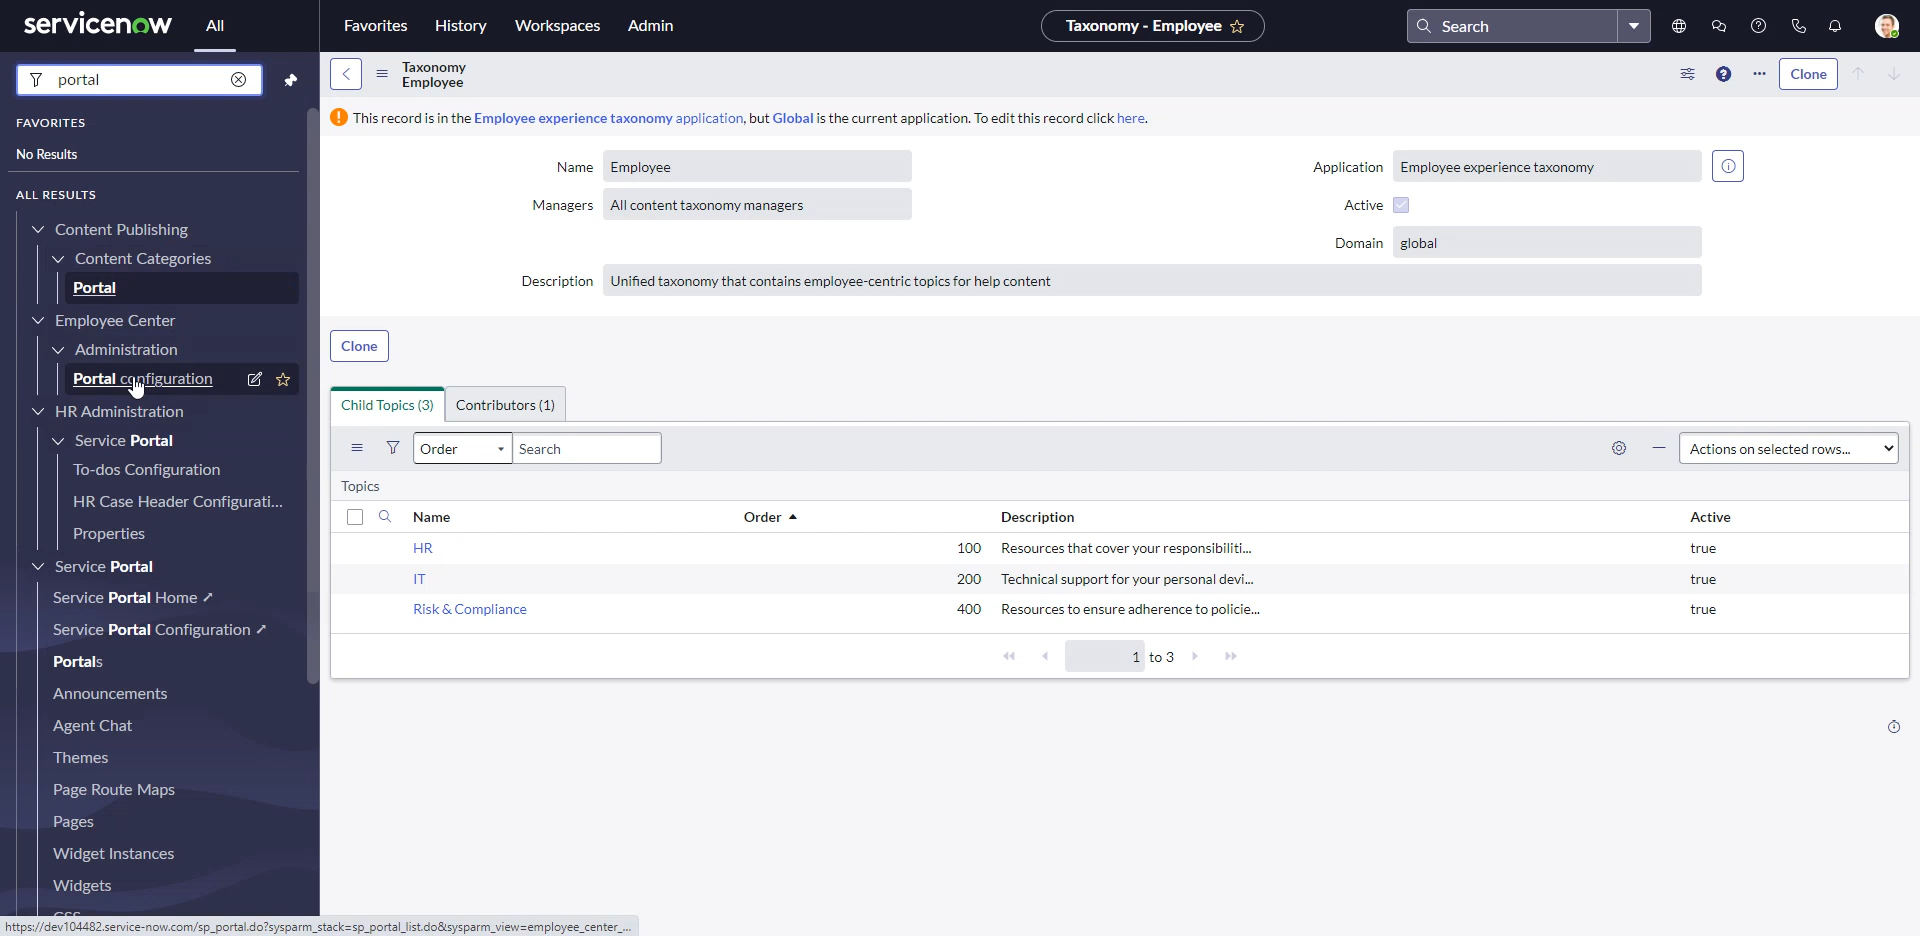 servicenow
All
Favorites
History
Workspaces
Admin
Taxonomy - Employee
Search
portal
FAVORITES
No Results
ALL RESULTS
Content Publishing
Content Categories
Portal
Employee Center
Administration
Portal configuration
HR Administration
Service Portal
To-dos Configuration
HR Case Header Configurati...
Properties
Service Portal
Service Portal Home
Service Portal Configuration
Portals
Announcements
Agent Chat
Themes
Page Route Maps
Pages
Widget Instances
Widgets
CSS
https://dev104482.service-now.com/sp_portal.do?sysparm_stack=sp_portal_list.do&sysparm_view=employee_center_...
Taxonomy
Employee
Clone
This record is in the Employee experience taxonomy application, but Global is the current application. To edit this record click here.
Name
Employee
Managers
All content taxonomy managers
Application
Employee experience taxonomy
Active
Domain
global
Description
Unified taxonomy that contains employee-centric topics for help content
Clone
Child Topics (3)
Contributors (1)
Order
Search
Actions on selected rows...
Topics
Name Order Description Active
HR 100 Resources that cover your responsibiliti... true
IT 200 Technical support for your personal devi... true
Risk & Compliance 400 Resources to ensure adherence to policie... true
1 to 3